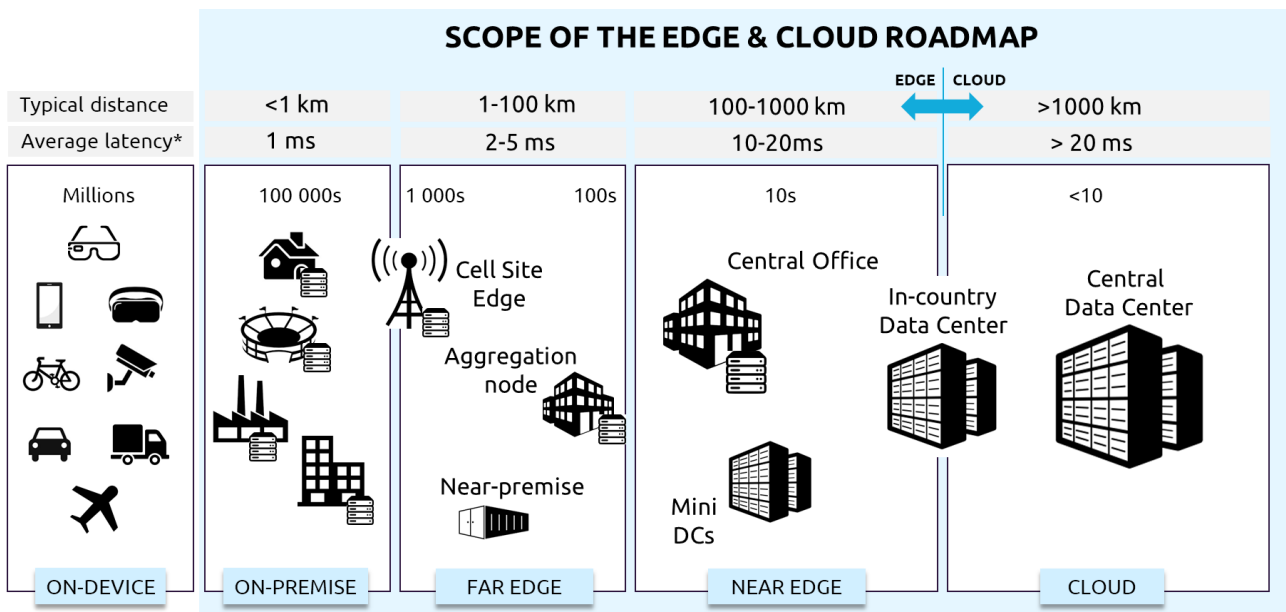 SCOPE OF THE EDGE & CLOUD ROADMAP
EDGE CLOUD
Typical distance <1 km 1-100 km 100-1000 km >1000 km
Average latency* 1 ms 2-5 ms 10-20ms > 20 ms
Millions 100 000s 1 000s 100s 10s <10
Cell Site
Edge
Aggregation
node
Near-premise
Central Office
Mini
DCs
In-country
Data Center
Central
Data Center
ON-DEVICE ON-PREMISE FAR EDGE NEAR EDGE CLOUD